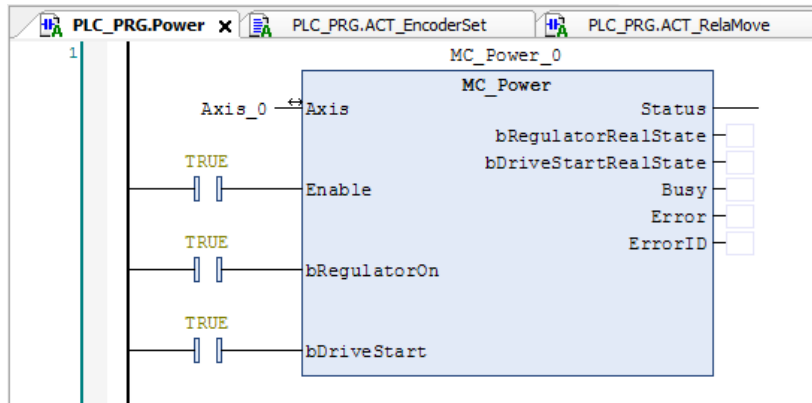 PLC_PRG.Power x PLC_PRG.ACT_EncoderSet PLC_PRG.ACT_RelaMove
1
MC_Power_0
MC_Power
Axis_0 Axis Status
bRegulatorRealState
TRUE bDriveStartRealState
Enable Busy
Error
TRUE ErrorID
bRegulatorOn
TRUE
bDriveStart